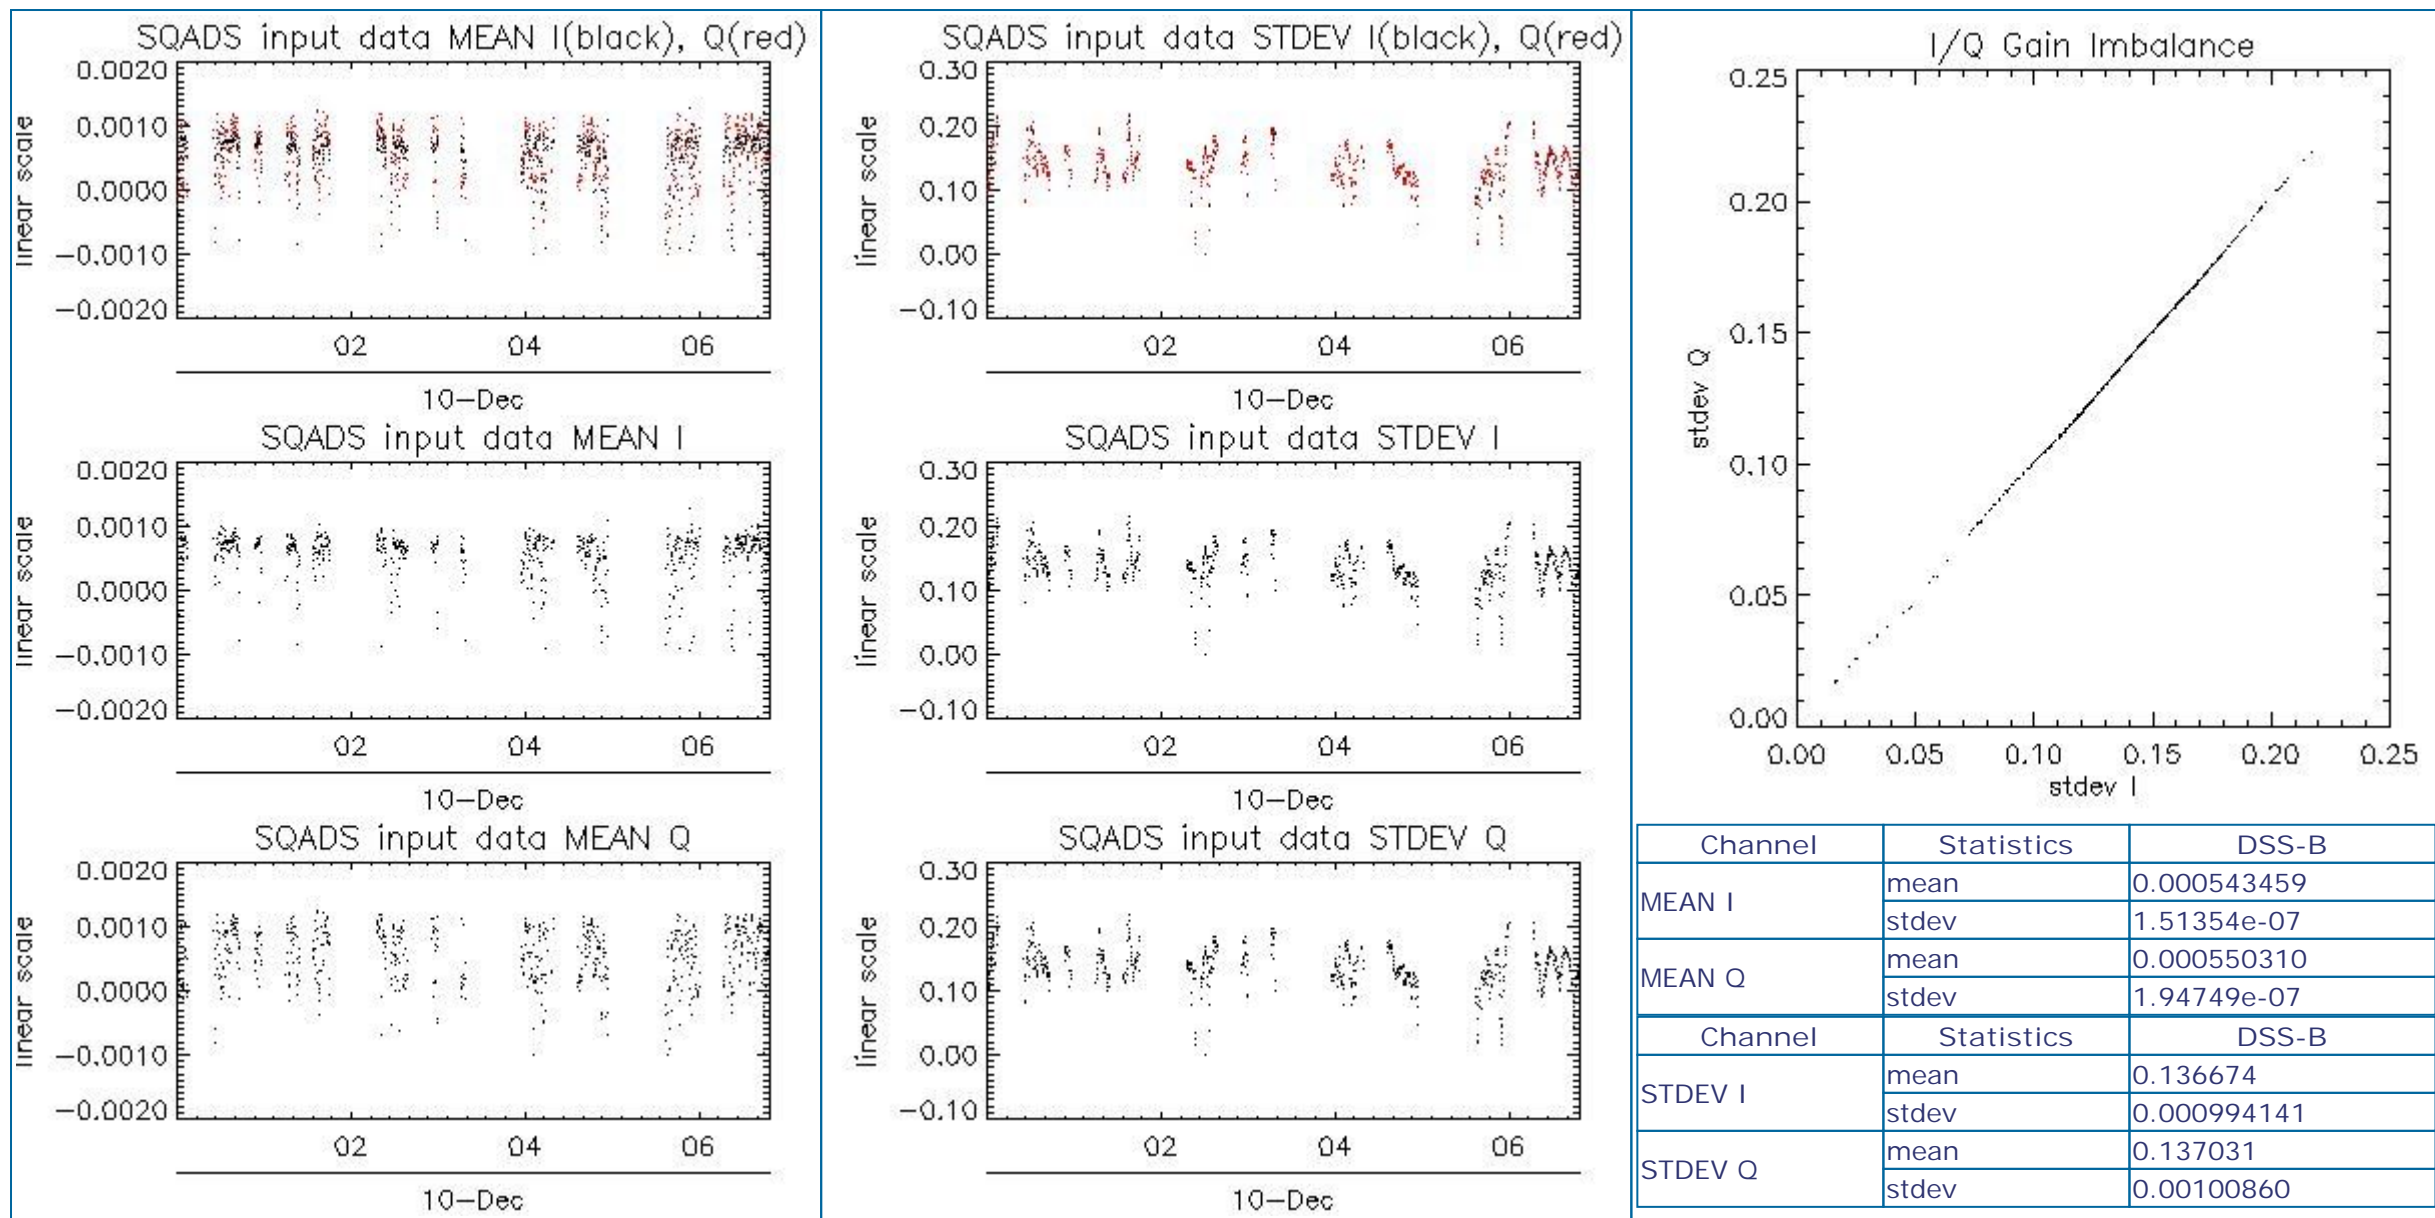 SQADS input data MEAN I(black), Q(red)
0.0020
0.0010
0.0000
-0.0010
-0.0020
linear scale
02 04 06
10-Dec
SQADS input data MEAN I
0.0020
0.0010
0.0000
-0.0010
-0.0020
linear scale
02 04 06
10-Dec
SQADS input data MEAN Q
0.0020
0.0010
0.0000
-0.0010
-0.0020
linear scale
02 04 06
10-Dec
SQADS input data STDEV I(black), Q(red)
0.30
0.20
0.10
0.00
-0.10
linear scale
02 04 06
10-Dec
SQADS input data STDEV I
0.30
0.20
0.10
0.00
-0.10
linear scale
02 04 06
10-Dec
SQADS input data STDEV Q
0.30
0.20
0.10
0.00
-0.10
linear scale
02 04 06
10-Dec
I/Q Gain Imbalance
0.25
0.20
0.15
0.10
0.05
0.00
stdev Q
0.00 0.05 0.10 0.15 0.20 0.25
stdev I
Channel Statistics DSS-B
MEAN I mean 0.000543459
stdev 1.51354e-07
MEAN Q mean 0.000550310
stdev 1.94749e-07
Channel Statistics DSS-B
STDEV I mean 0.136674
stdev 0.000994141
STDEV Q mean 0.137031
stdev 0.00100860